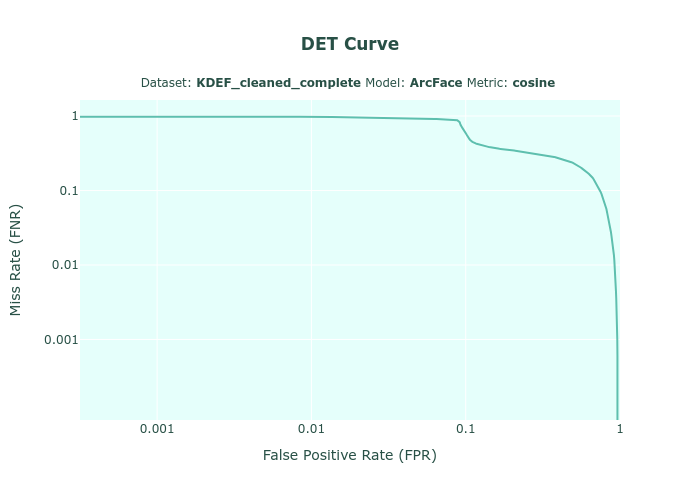 DET Curve
Dataset: KDEF_cleaned_complete Model: ArcFace Metric: cosine
1
0.1
0.01
0.001
Miss Rate (FNR)
0.001
0.01
0.1
1
False Positive Rate (FPR)